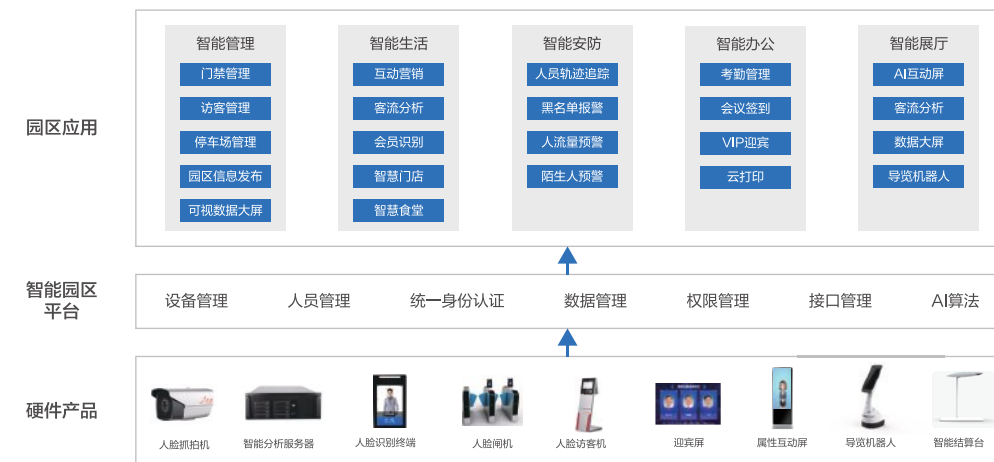 园区应用
智能管理
门禁管理
访客管理
停车场管理
园区信息发布
可视数据大屏
智能生活
互动营销
客流分析
会员识别
智慧门店
智慧食堂
智能安防
人员轨迹追踪
黑名单报警
人流量预警
陌生人预警
智能办公
考勤管理
会议签到
VIP迎宾
云打印
智能展厅
AI互动屏
客流分析
数据大屏
导览机器人
智能园区
平台
设备管理 人员管理 统一身份认证 数据管理 权限管理 接口管理 AI算法
硬件产品
人脸抓拍机 智能分析服务器 人脸识别终端 人脸闸机 人脸访客机 迎宾屏 属性互动屏 导览机器人 智能结算台